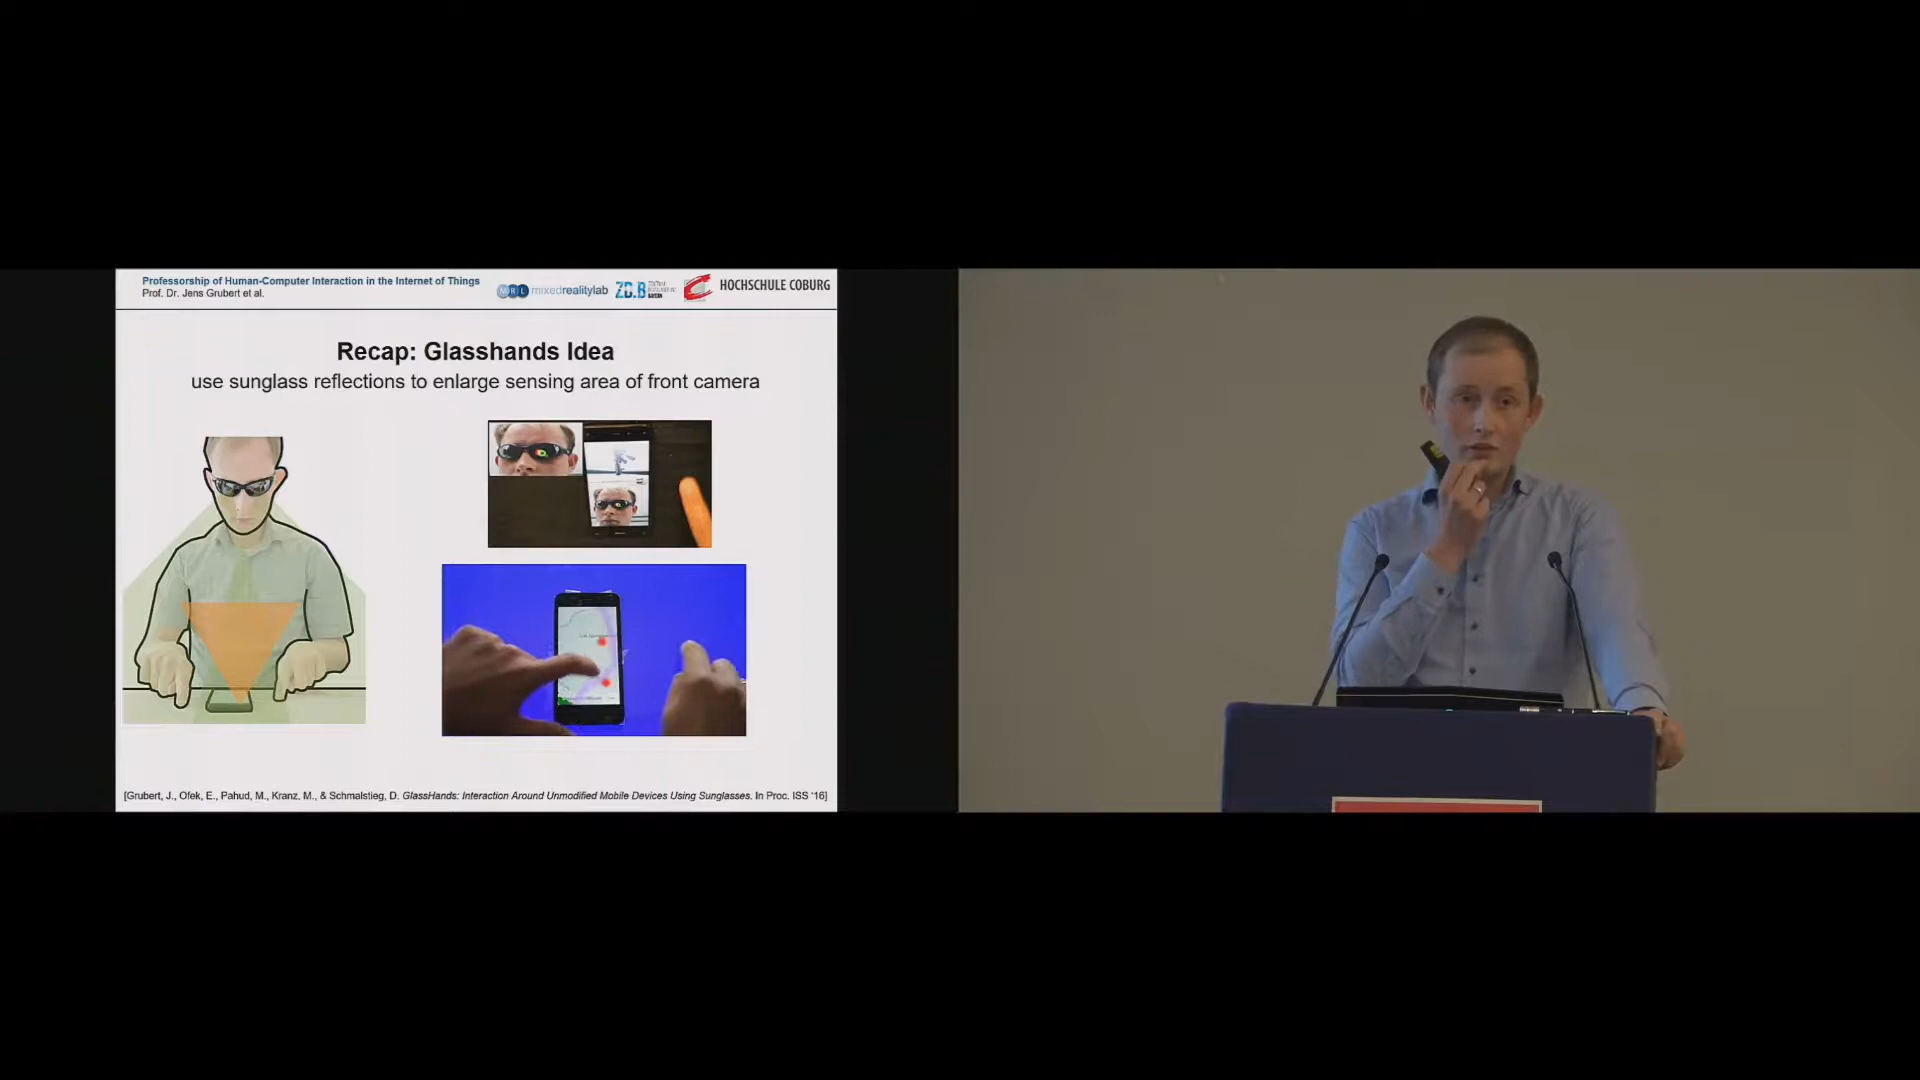 Professorship of Human-Computer Interaction in the Internet of Things
Prof. Dr. Jens Grubert et al.
MRL mixedrealitylab
ZD.B
HOCHSCHULE COBURG
Recap: Glasshands Idea
use sunglass reflections to enlarge sensing area of front camera
[Grubert, J., Ofek, E., Pahud, M., Kranz, M., & Schmalstieg, D. GlassHands: Interaction Around Unmodified Mobile Devices Using Sunglasses. In Proc. ISS '16]